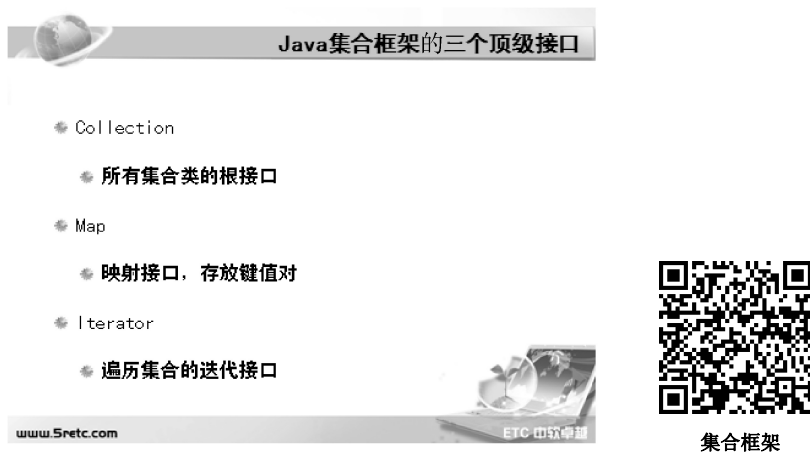 Java集合框架的三个顶级接口
Collection
所有集合类的根接口
Map
映射接口，存放键值对
Iterator
遍历集合的迭代接口
www.5retc.com
ETC 中软卓越
集合框架